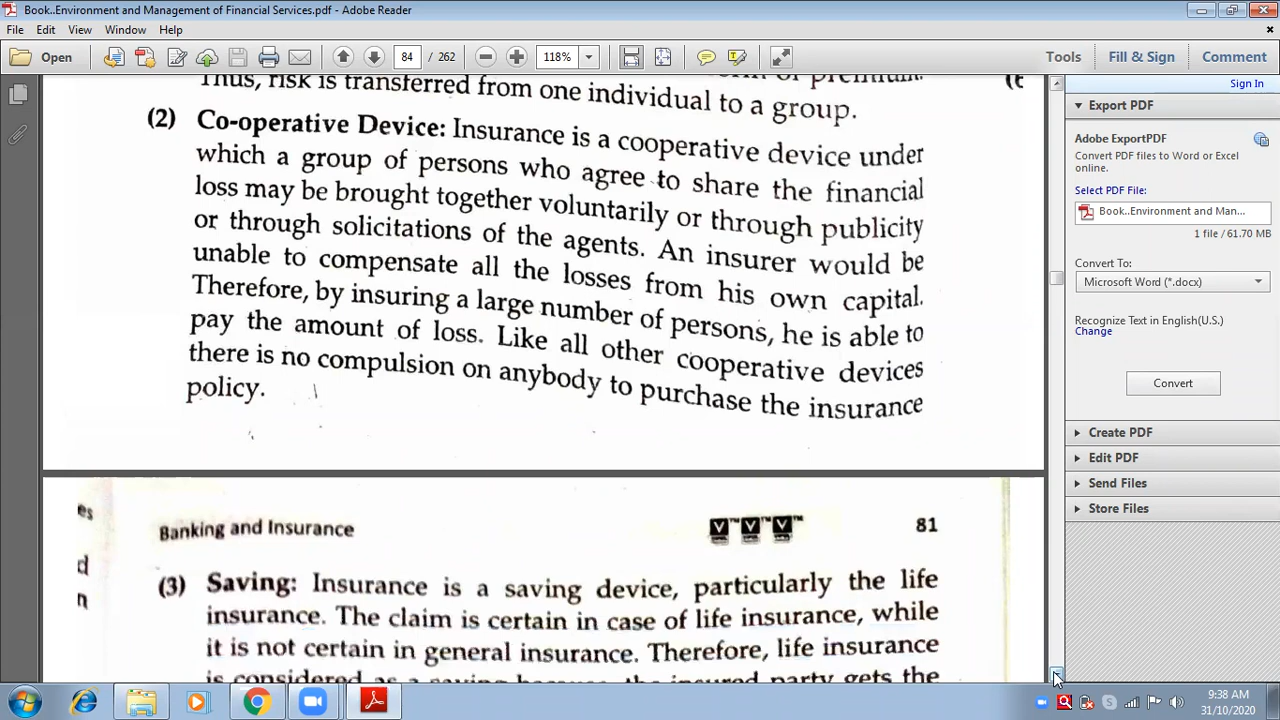 Book..Environment and Management of Financial Services.pdf - Adobe Reader
File Edit View Window Help
Open 84 / 262 118% Tools Fill & Sign Comment
Sign In
Thus, risk is transferred from one individual to a group.
(2) Co-operative Device: Insurance is a cooperative device under
which a group of persons who agree to share the financial
loss may be brought together voluntarily or through publicity
or through solicitations of the agents. An insurer would be
unable to compensate all the losses from his own capital.
Therefore, by insuring a large number of persons, he is able to
pay the amount of loss. Like all other cooperative devices
there is no compulsion on anybody to purchase the insurance
policy.
Banking and Insurance 81
(3) Saving: Insurance is a saving device, particularly the life
insurance. The claim is certain in case of life insurance, while
it is not certain in general insurance. Therefore, life insurance
is considered as a saving because the insured party gets the
Export PDF
Adobe ExportPDF
Convert PDF files to Word or Excel
online.
Select PDF File:
Book..Environment and Man...
1 file / 61.70 MB
Convert To:
Microsoft Word (*.docx)
Recognize Text in English(U.S.)
Change
Convert
Create PDF
Edit PDF
Send Files
Store Files
9:38 AM
31/10/2020